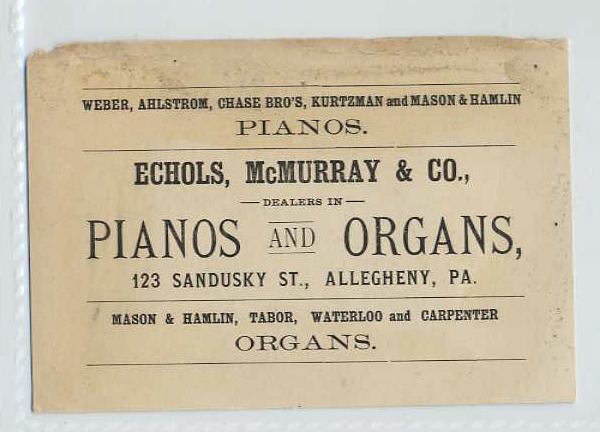 WEBER, AHLSTROM, CHASE BRO'S, KURTZMAN and MASON & HAMLIN
PIANOS.
ECHOLS, McMURRAY & CO.,
— DEALERS IN —
PIANOS AND ORGANS,
123 SANDUSKY ST., ALLEGHENY, PA.
MASON & HAMLIN, TABOR, WATERLOO and CARPENTER
ORGANS.